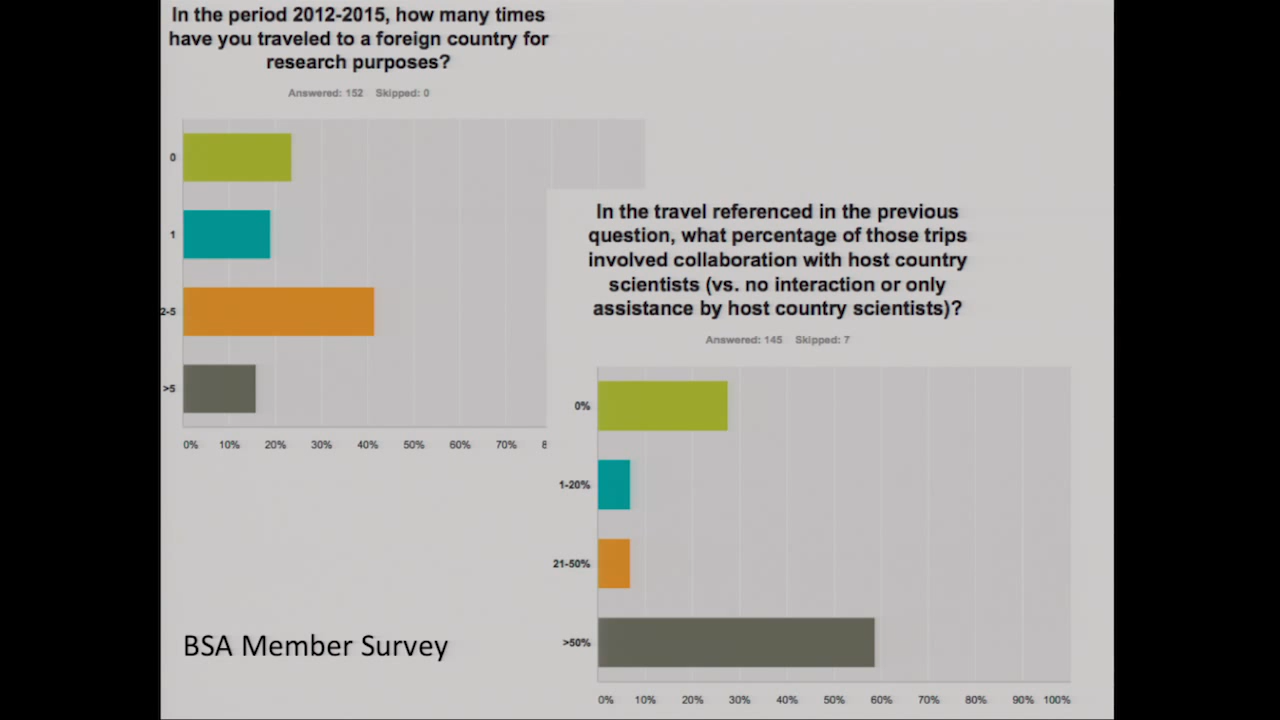 In the period 2012-2015, how many times
have you traveled to a foreign country for
research purposes?
Answered: 152 Skipped: 0
0
1
2-5
>5
0% 10% 20% 30% 40% 50% 60% 70% 8
In the travel referenced in the previous
question, what percentage of those trips
involved collaboration with host country
scientists (vs. no interaction or only
assistance by host country scientists)?
Answered: 145 Skipped: 7
0%
1-20%
21-50%
>50%
0% 10% 20% 30% 40% 50% 60% 70% 80% 90% 100%
BSA Member Survey